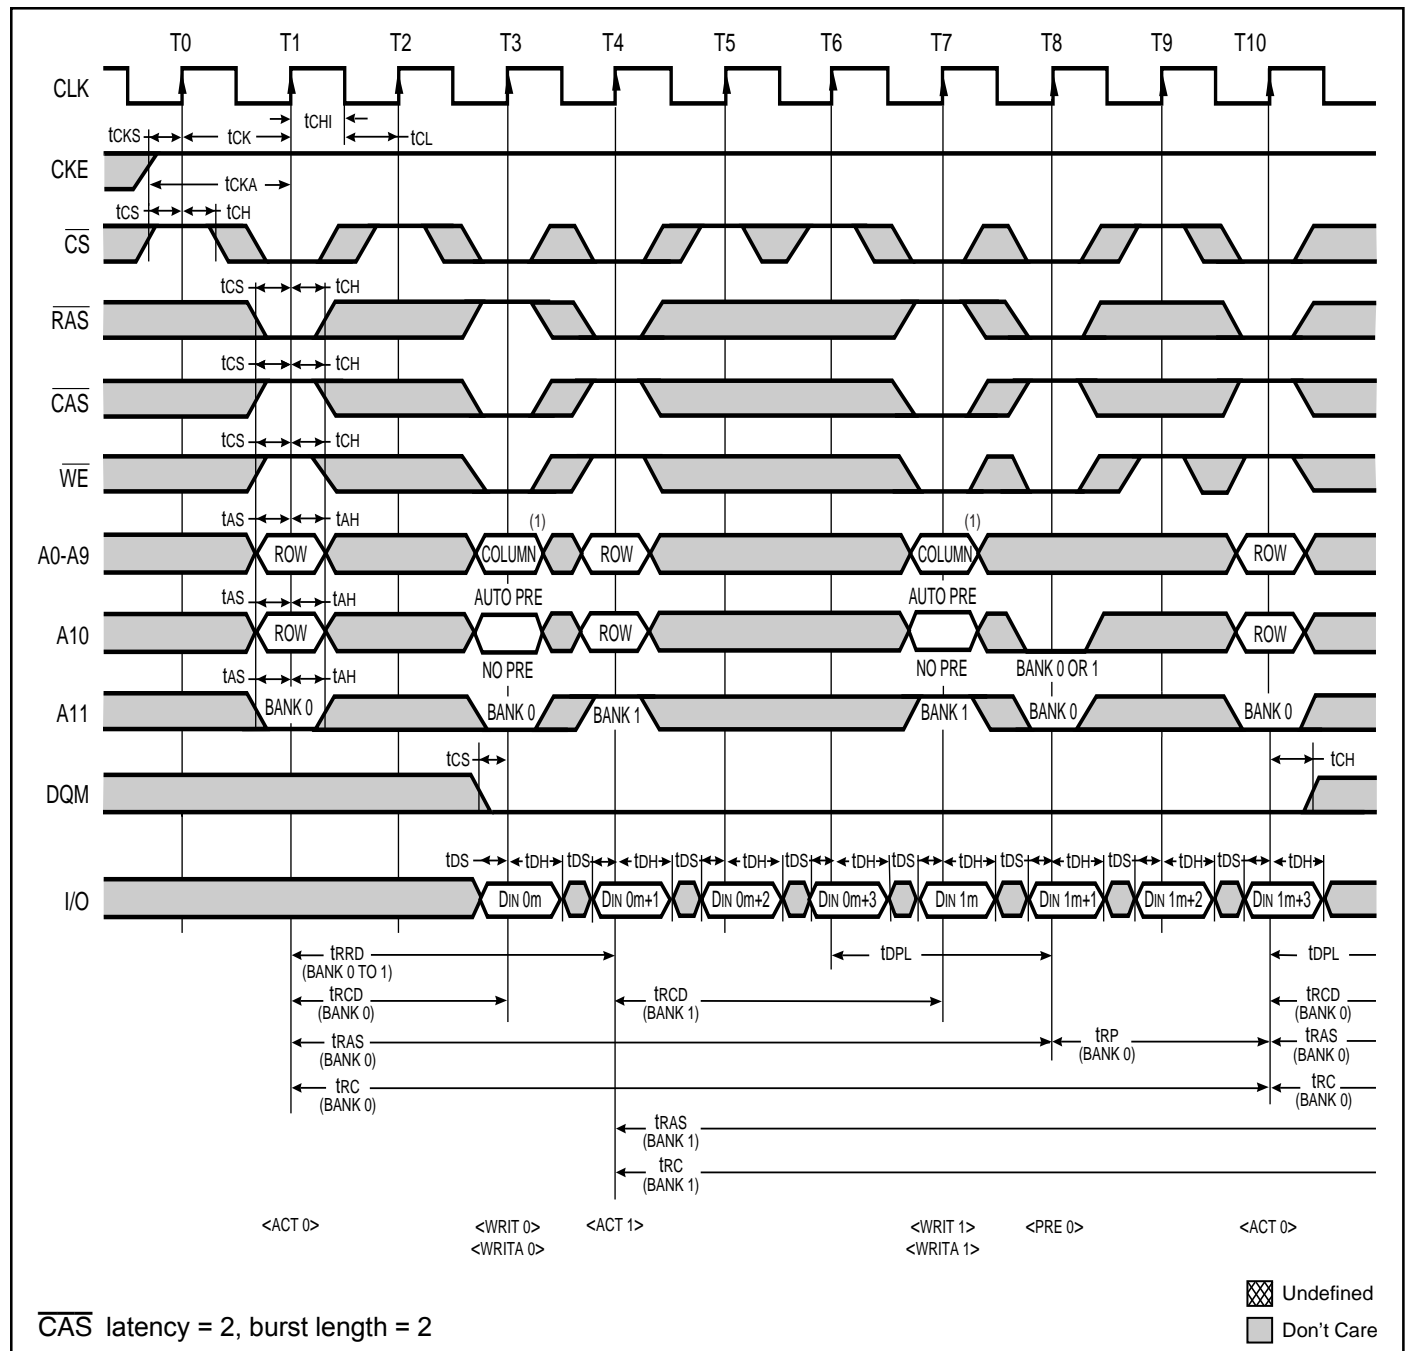 T0 T1 T2 T3 T4 T5 T6 T7 T8 T9 T10
CLK
tCHI
tCKS tCK tCL
CKE
tCKA
tCS tCH
CS
tCS tCH
RAS
tCS tCH
CAS
tCS tCH
WE
tAS tAH (1) (1)
A0-A9 ROW COLUMN ROW COLUMN ROW
tAS tAH AUTO PRE AUTO PRE
A10 ROW ROW ROW
NO PRE NO PRE BANK 0 OR 1
tAS tAH
A11 BANK 0 BANK 0 BANK 1 BANK 1 BANK 0 BANK 0
tCS tCH
DQM
tDS tDH tDS tDH tDS tDH tDS tDH tDS tDH tDS tDH tDS tDH tDS tDH
I/O DIN 0m DIN 0m+1 DIN 0m+2 DIN 0m+3 DIN 1m DIN 1m+1 DIN 1m+2 DIN 1m+3
tRRD tDPL tDPL
(BANK 0 TO 1)
tRCD tRCD tRCD
(BANK 0) (BANK 1) (BANK 0)
tRAS tRP tRAS
(BANK 0) (BANK 0) (BANK 0)
tRC tRC
(BANK 0) (BANK 0)
tRAS
(BANK 1)
tRC
(BANK 1)
<ACT 0> <WRIT 0> <ACT 1> <WRIT 1> <PRE 0> <ACT 0>
<WRITA 0> <WRITA 1>
Undefined
CAS latency = 2, burst length = 2
Don't Care